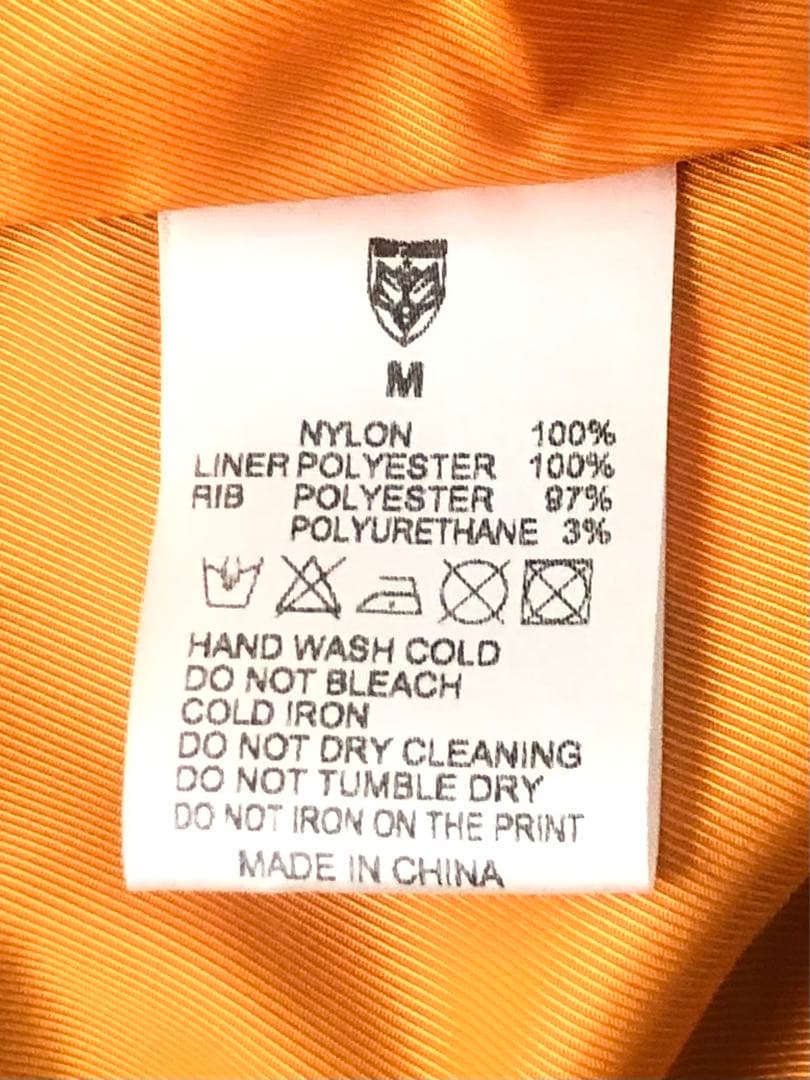 M
NYLON 100%
LINER POLYESTER 100%
RIB POLYESTER 97%
POLYURETHANE 3%
HAND WASH COLD
DO NOT BLEACH
COLD IRON
DO NOT DRY CLEANING
DO NOT TUMBLE DRY
DO NOT IRON ON THE PRINT
MADE IN CHINA